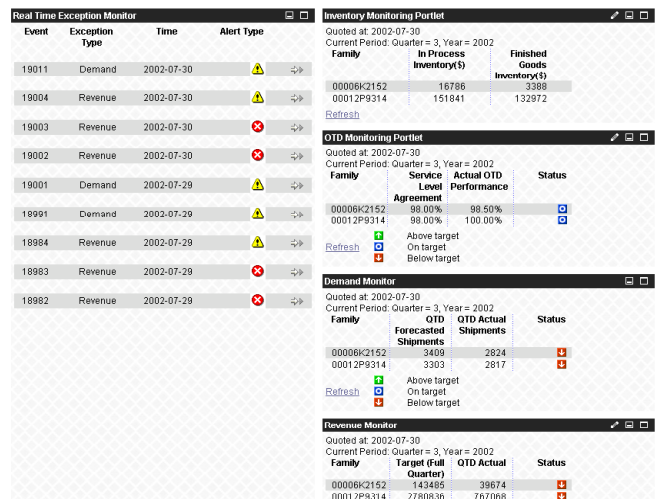 Real Time Exception Monitor
Event Exception Type Time Alert Type
19011 Demand 2002-07-30
19004 Revenue 2002-07-30
19003 Revenue 2002-07-30
19002 Revenue 2002-07-30
19001 Demand 2002-07-29
18991 Demand 2002-07-29
18984 Revenue 2002-07-29
18983 Revenue 2002-07-29
18982 Revenue 2002-07-29
Inventory Monitoring Portlet
Quoted at: 2002-07-30
Current Period: Quarter = 3, Year = 2002
Family In Process Inventory($) Finished Goods Inventory($)
00006K2152 16786 3388
00012P9314 151841 132972
Refresh
OTD Monitoring Portlet
Quoted at: 2002-07-30
Current Period: Quarter = 3, Year = 2002
Family Service Level Agreement Actual OTD Performance Status
00006K2152 98.00% 98.50%
00012P9314 98.00% 100.00%
Above target
Refresh On target
Below target
Demand Monitor
Quoted at: 2002-07-30
Current Period: Quarter = 3, Year = 2002
Family QTD Forecasted Shipments QTD Actual Shipments Status
00006K2152 3409 2824
00012P9314 3303 2817
Above target
Refresh On target
Below target
Revenue Monitor
Quoted at: 2002-07-30
Current Period: Quarter = 3, Year = 2002
Family Target (Full Quarter) QTD Actual Status
00006K2152 143485 39674
00012P9314 2780836 767068